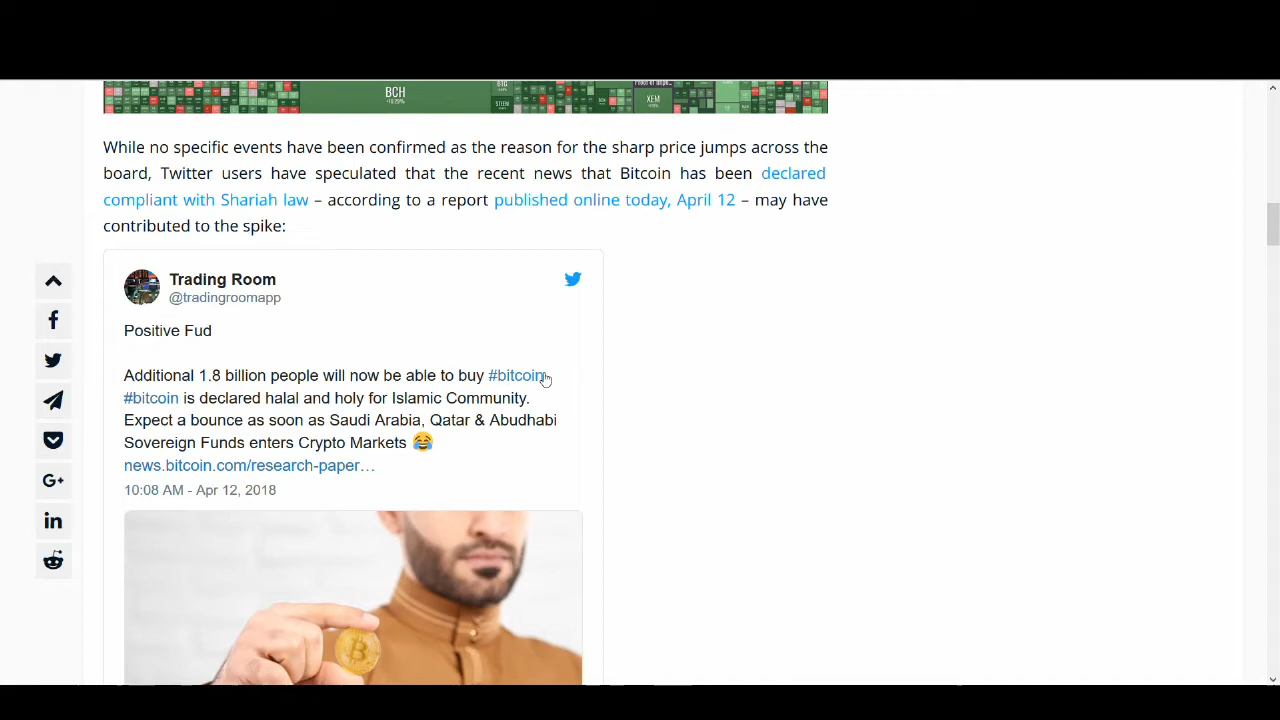 BCH
+10.29%
STEEM
XEM
While no specific events have been confirmed as the reason for the sharp price jumps across the
board, Twitter users have speculated that the recent news that Bitcoin has been declared
compliant with Shariah law – according to a report published online today, April 12 – may have
contributed to the spike:
Trading Room
@tradingroomapp
Positive Fud
Additional 1.8 billion people will now be able to buy #bitcoin
#bitcoin is declared halal and holy for Islamic Community.
Expect a bounce as soon as Saudi Arabia, Qatar & Abudhabi
Sovereign Funds enters Crypto Markets 😂
news.bitcoin.com/research-paper…
10:08 AM - Apr 12, 2018
G+
in